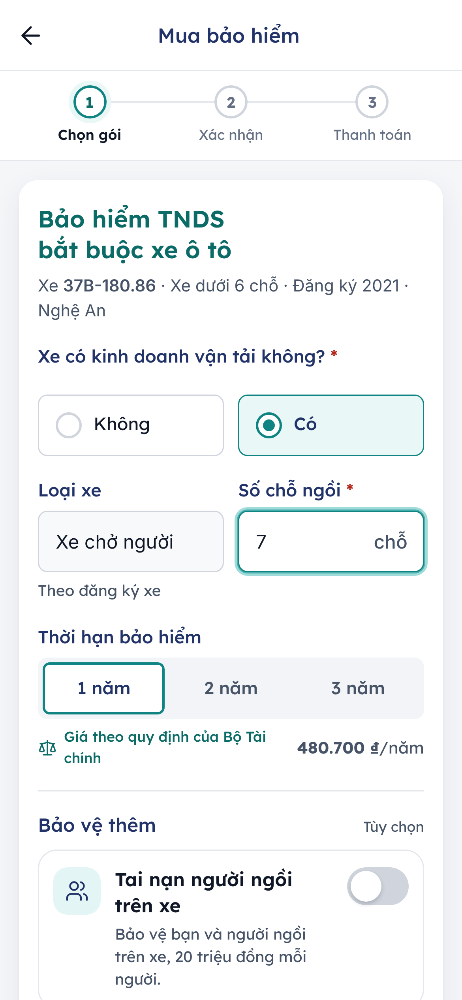 Mua bảo hiểm
1
2
3
Chọn gói
Xác nhận
Thanh toán
Bảo hiểm TNDS
bắt buộc xe ô tô
Xe 37B-180.86 · Xe dưới 6 chỗ · Đăng ký 2021 ·
Nghệ An
Xe có kinh doanh vận tải không? *
Không
Có
Loại xe
Số chỗ ngồi *
Xe chở người
7 chỗ
Theo đăng ký xe
Thời hạn bảo hiểm
1 năm
2 năm
3 năm
Giá theo quy định của Bộ Tài
chính
480.700 ₫/năm
Bảo vệ thêm
Tùy chọn
Tai nạn người ngồi
trên xe
Bảo vệ bạn và người ngồi
trên xe, 20 triệu đồng mỗi
người.